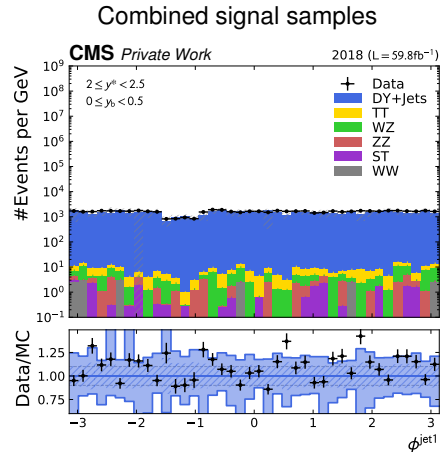 Combined signal samples
CMS Private Work 2018 (L = 59.8fb⁻¹)
2 ≤ y* < 2.5
0 ≤ y_b < 0.5
Data
DY+Jets
TT
WZ
ZZ
ST
WW
#Events per GeV
10⁹
10⁸
10⁷
10⁶
10⁵
10⁴
10³
10²
10¹
10⁰
10⁻¹
Data/MC
1.25
1.00
0.75
−3 −2 −1 0 1 2 3
ϕ^jet1